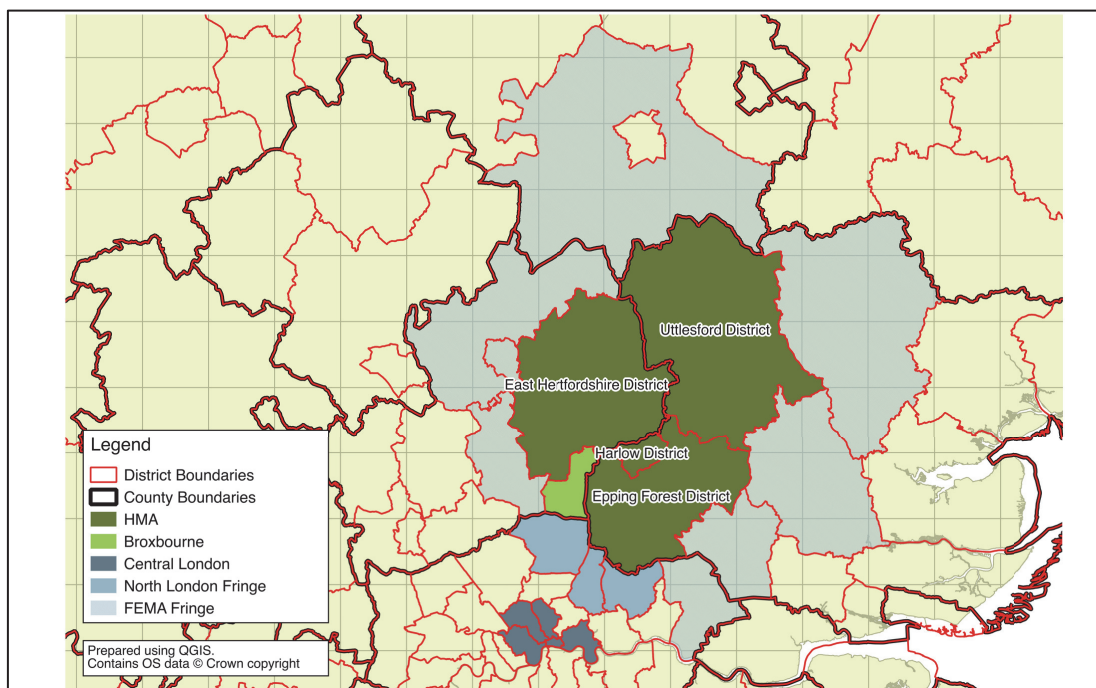 Uttlesford District
East Hertfordshire District
Harlow District
Epping Forest District
Legend
District Boundaries
County Boundaries
HMA
Broxbourne
Central London
North London Fringe
FEMA Fringe
Prepared using QGIS.
Contains OS data © Crown copyright